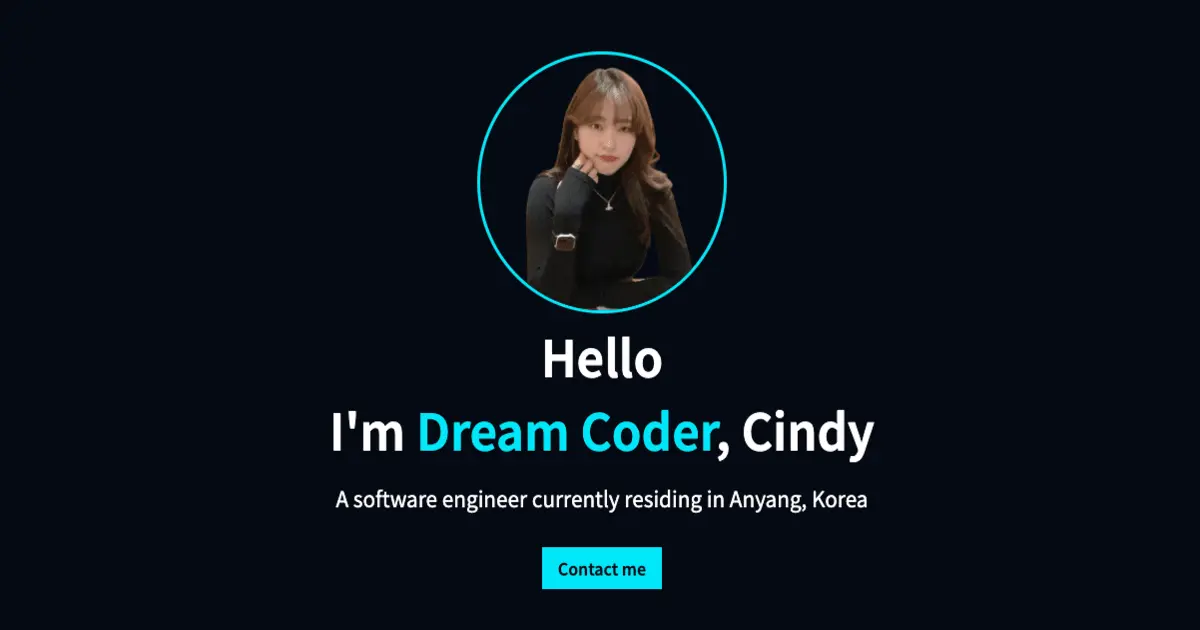 Hello
I'm Dream Coder, Cindy
A software engineer currently residing in Anyang, Korea
Contact me